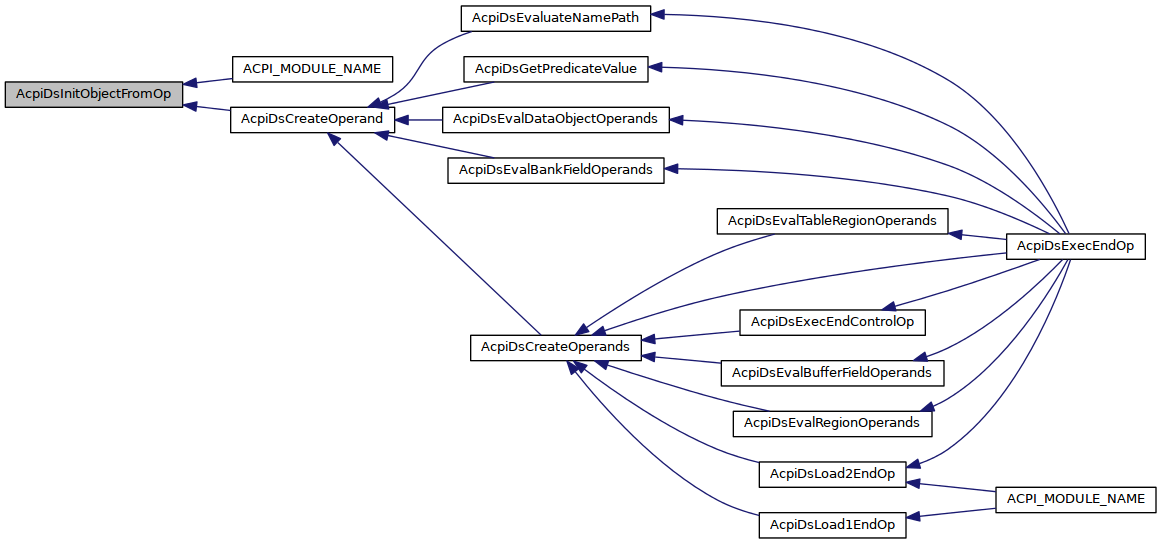 AcpiDsEvaluateNamePath
ACPI_MODULE_NAME
AcpiDsGetPredicateValue
AcpiDsInitObjectFromOp
AcpiDsCreateOperand
AcpiDsEvalDataObjectOperands
AcpiDsEvalBankFieldOperands
AcpiDsEvalTableRegionOperands
AcpiDsExecEndOp
AcpiDsExecEndControlOp
AcpiDsCreateOperands
AcpiDsEvalBufferFieldOperands
AcpiDsEvalRegionOperands
AcpiDsLoad2EndOp
ACPI_MODULE_NAME
AcpiDsLoad1EndOp